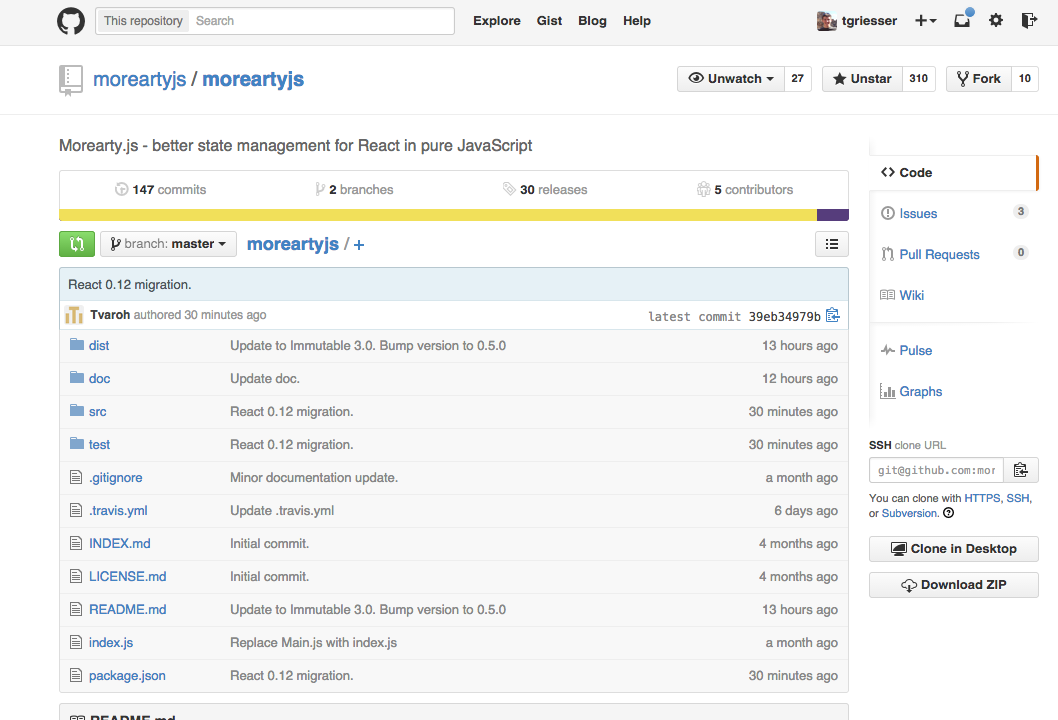 This repository Search Explore Gist Blog Help tgriesser
moreartyjs / moreartyjs Unwatch 27 Unstar 310 Fork 10
Morearty.js - better state management for React in pure JavaScript
147 commits 2 branches 30 releases 5 contributors
branch: master moreartyjs / +
React 0.12 migration.
Tvaroh authored 30 minutes ago latest commit 39eb34979b
dist Update to Immutable 3.0. Bump version to 0.5.0 13 hours ago
doc Update doc. 12 hours ago
src React 0.12 migration. 30 minutes ago
test React 0.12 migration. 30 minutes ago
.gitignore Minor documentation update. a month ago
.travis.yml Update .travis.yml 6 days ago
INDEX.md Initial commit. 4 months ago
LICENSE.md Initial commit. 4 months ago
README.md Update to Immutable 3.0. Bump version to 0.5.0 13 hours ago
index.js Replace Main.js with index.js a month ago
package.json React 0.12 migration. 30 minutes ago
README.md
Code
Issues 3
Pull Requests 0
Wiki
Pulse
Graphs
SSH clone URL
git@github.com:mor
You can clone with HTTPS, SSH,
or Subversion.
Clone in Desktop
Download ZIP